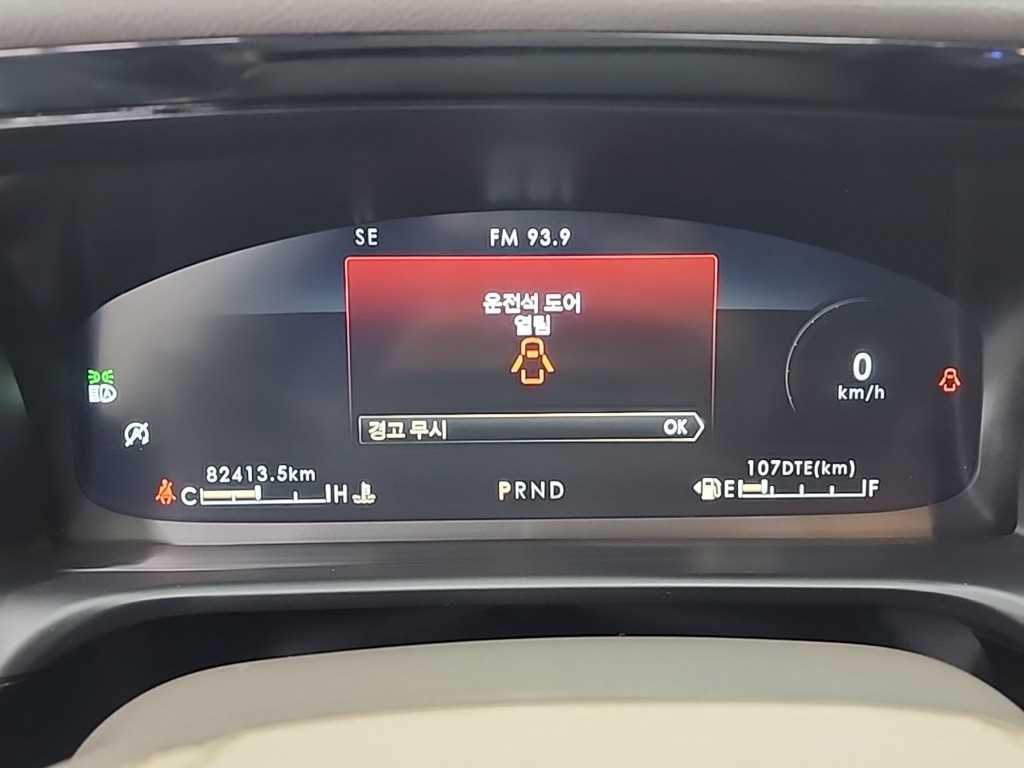 SE
FM 93.9
운전석 도어
열림
경고 무시 OK
0
km/h
82413.5km
C H
PRND
107DTE(km)
E F